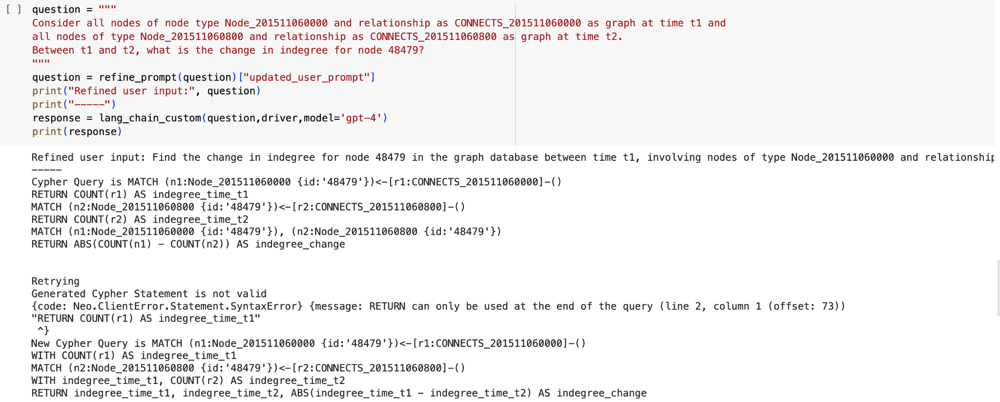 [ ] question = """
Consider all nodes of node type Node_201511060000 and relationship as CONNECTS_201511060000 as graph at time t1 and
all nodes of type Node_201511060800 and relationship as CONNECTS_201511060800 as graph at time t2.
Between t1 and t2, what is the change in indegree for node 48479?
"""
question = refine_prompt(question)["updated_user_prompt"]
print("Refined user input:", question)
print("-----")
response = lang_chain_custom(question,driver,model='gpt-4')
print(response)
Refined user input: Find the change in indegree for node 48479 in the graph database between time t1, involving nodes of type Node_201511060000 and relationship
-----
Cypher Query is MATCH (n1:Node_201511060000 {id:'48479'})<-[r1:CONNECTS_201511060000]-()
RETURN COUNT(r1) AS indegree_time_t1
MATCH (n2:Node_201511060800 {id:'48479'})<-[r2:CONNECTS_201511060800]-()
RETURN COUNT(r2) AS indegree_time_t2
MATCH (n1:Node_201511060000 {id:'48479'}), (n2:Node_201511060800 {id:'48479'})
RETURN ABS(COUNT(n1) - COUNT(n2)) AS indegree_change
Retrying
Generated Cypher Statement is not valid
{code: Neo.ClientError.Statement.SyntaxError} {message: RETURN can only be used at the end of the query (line 2, column 1 (offset: 73))
"RETURN COUNT(r1) AS indegree_time_t1"
^}
New Cypher Query is MATCH (n1:Node_201511060000 {id:'48479'})<-[r1:CONNECTS_201511060000]-()
WITH COUNT(r1) AS indegree_time_t1
MATCH (n2:Node_201511060800 {id:'48479'})<-[r2:CONNECTS_201511060800]-()
WITH indegree_time_t1, COUNT(r2) AS indegree_time_t2
RETURN indegree_time_t1, indegree_time_t2, ABS(indegree_time_t1 - indegree_time_t2) AS indegree_change